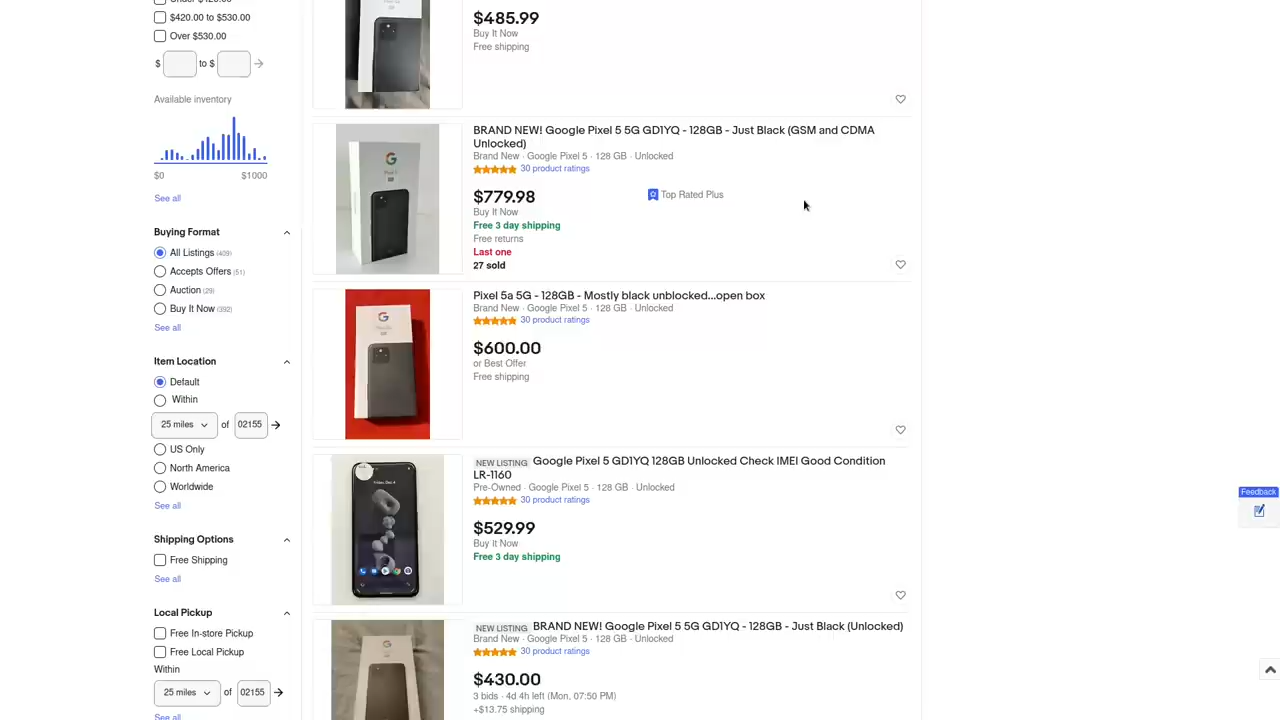 $420.00 to $530.00
Over $530.00
$ to $
Available inventory
$0 $1000
See all
Buying Format
All Listings (409)
Accepts Offers (51)
Auction (29)
Buy It Now (392)
See all
Item Location
Default
Within
25 miles of 02155
US Only
North America
Worldwide
See all
Shipping Options
Free Shipping
See all
Local Pickup
Free In-store Pickup
Free Local Pickup
Within
25 miles of 02155
See all
$485.99
Buy It Now
Free shipping
BRAND NEW! Google Pixel 5 5G GD1YQ - 128GB - Just Black (GSM and CDMA
Unlocked)
Brand New · Google Pixel 5 · 128 GB · Unlocked
30 product ratings
$779.98
Top Rated Plus
Buy It Now
Free 3 day shipping
Free returns
Last one
27 sold
Pixel 5a 5G - 128GB - Mostly black unblocked...open box
Brand New · Google Pixel 5 · 128 GB · Unlocked
30 product ratings
$600.00
or Best Offer
Free shipping
NEW LISTING Google Pixel 5 GD1YQ 128GB Unlocked Check IMEI Good Condition
LR-1160
Pre-Owned · Google Pixel 5 · 128 GB · Unlocked
30 product ratings
$529.99
Buy It Now
Free 3 day shipping
NEW LISTING BRAND NEW! Google Pixel 5 5G GD1YQ - 128GB - Just Black (Unlocked)
Brand New · Google Pixel 5 · 128 GB · Unlocked
30 product ratings
$430.00
3 bids · 4d 4h left (Mon, 07:50 PM)
+$13.75 shipping
Feedback